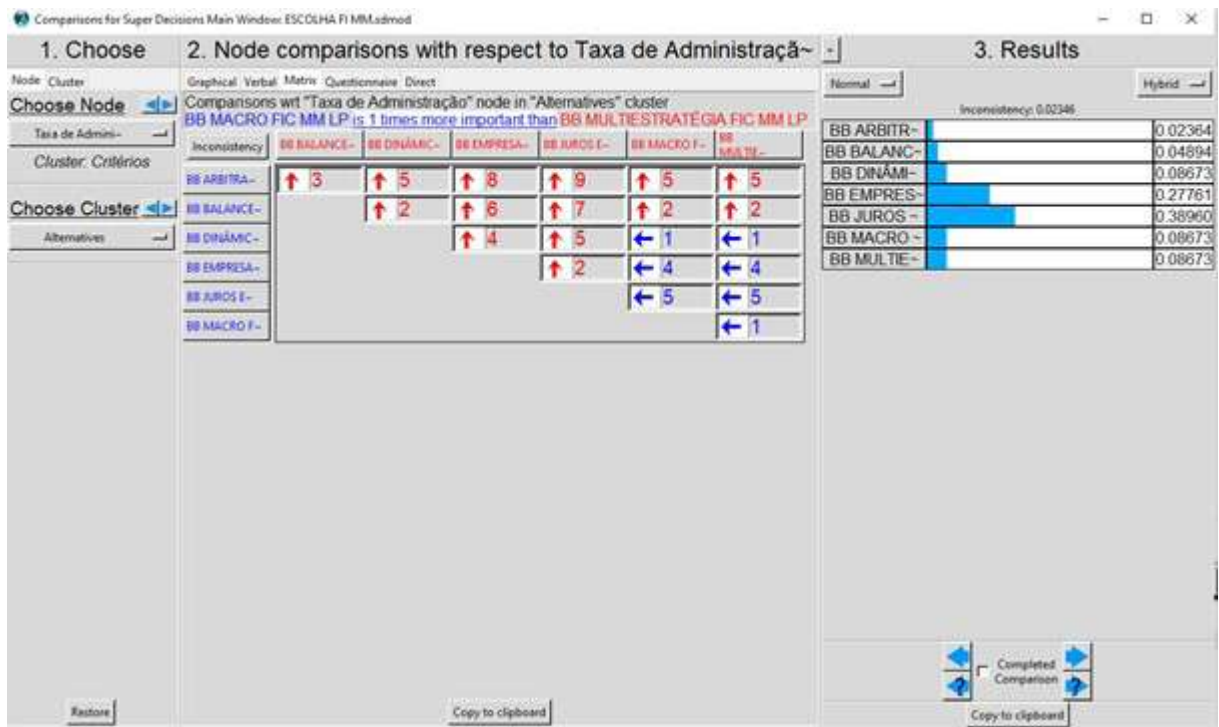 Comparisons for Super Decisions Main Window: ESCOLHA FI MM.sdmod
1. Choose
Node Cluster
Choose Node
Taxa de Admini~
Cluster: Critérios
Choose Cluster
Alternatives
Restore
2. Node comparisons with respect to Taxa de Administraçã~
Graphical Verbal Matrix Questionnaire Direct
Comparisons wrt "Taxa de Administração" node in "Alternatives" cluster
BB MACRO FIC MM LP is 1 times more important than BB MULTIESTRATÉGIA FIC MM LP
Inconsistency BB BALANCE~ BB DINÂMIC~ BB EMPRESA~ BB JUROS E~ BB MACRO F~ BB MULTIE~
BB ARBITRA~ 3 5 8 9 5 5
BB BALANCE~ 2 6 7 2 2
BB DINÂMIC~ 4 5 1 1
BB EMPRESA~ 2 4 4
BB JUROS E~ 5 5
BB MACRO F~ 1
Copy to clipboard
-
3. Results
Normal Hybrid
Inconsistency: 0.02346
BB ARBITR~ 0.02364
BB BALANC~ 0.04894
BB DINÂMI~ 0.08673
BB EMPRES~ 0.27761
BB JUROS ~ 0.38960
BB MACRO ~ 0.08673
BB MULTIE~ 0.08673
Completed
Comparison
? ?
Copy to clipboard